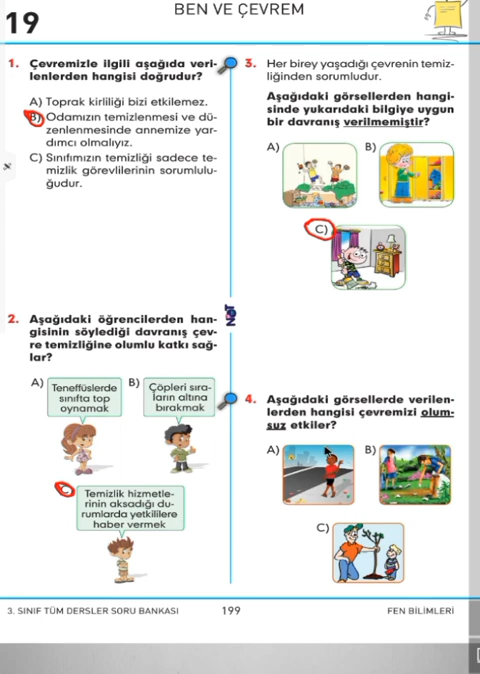 19
BEN VE ÇEVREM
1. Çevremizle ilgili aşağıda veri-
lenlerden hangisi doğrudur?
A) Toprak kirliliği bizi etkilemez.
B) Odamızın temizlenmesi ve dü-
zenlenmesinde annemize yar-
dımcı olmalıyız.
C) Sınıfımızın temizliği sadece te-
mizlik görevlilerinin sorumlulu-
ğudur.
2. Aşağıdaki öğrencilerden han-
gisinin söylediği davranış çev-
re temizliğine olumlu katkı sağ-
lar?
A) Teneffüslerde
sınıfta top
oynamak
B) Çöpleri sıra-
ların altına
bırakmak
C)
Temizlik hizmetle-
rinin aksadığı du-
rumlarda yetkililere
haber vermek
NET
3. Her birey yaşadığı çevrenin temiz-
liğinden sorumludur.
Aşağıdaki görsellerden hangi-
sinde yukarıdaki bilgiye uygun
bir davranış verilmemiştir?
A)
B)
C)
4. Aşağıdaki görsellerde verilen-
lerden hangisi çevremizi olum-
suz etkiler?
A)
B)
C)
3. SINIF TÜM DERSLER SORU BANKASI
199
FEN BİLİMLERİ